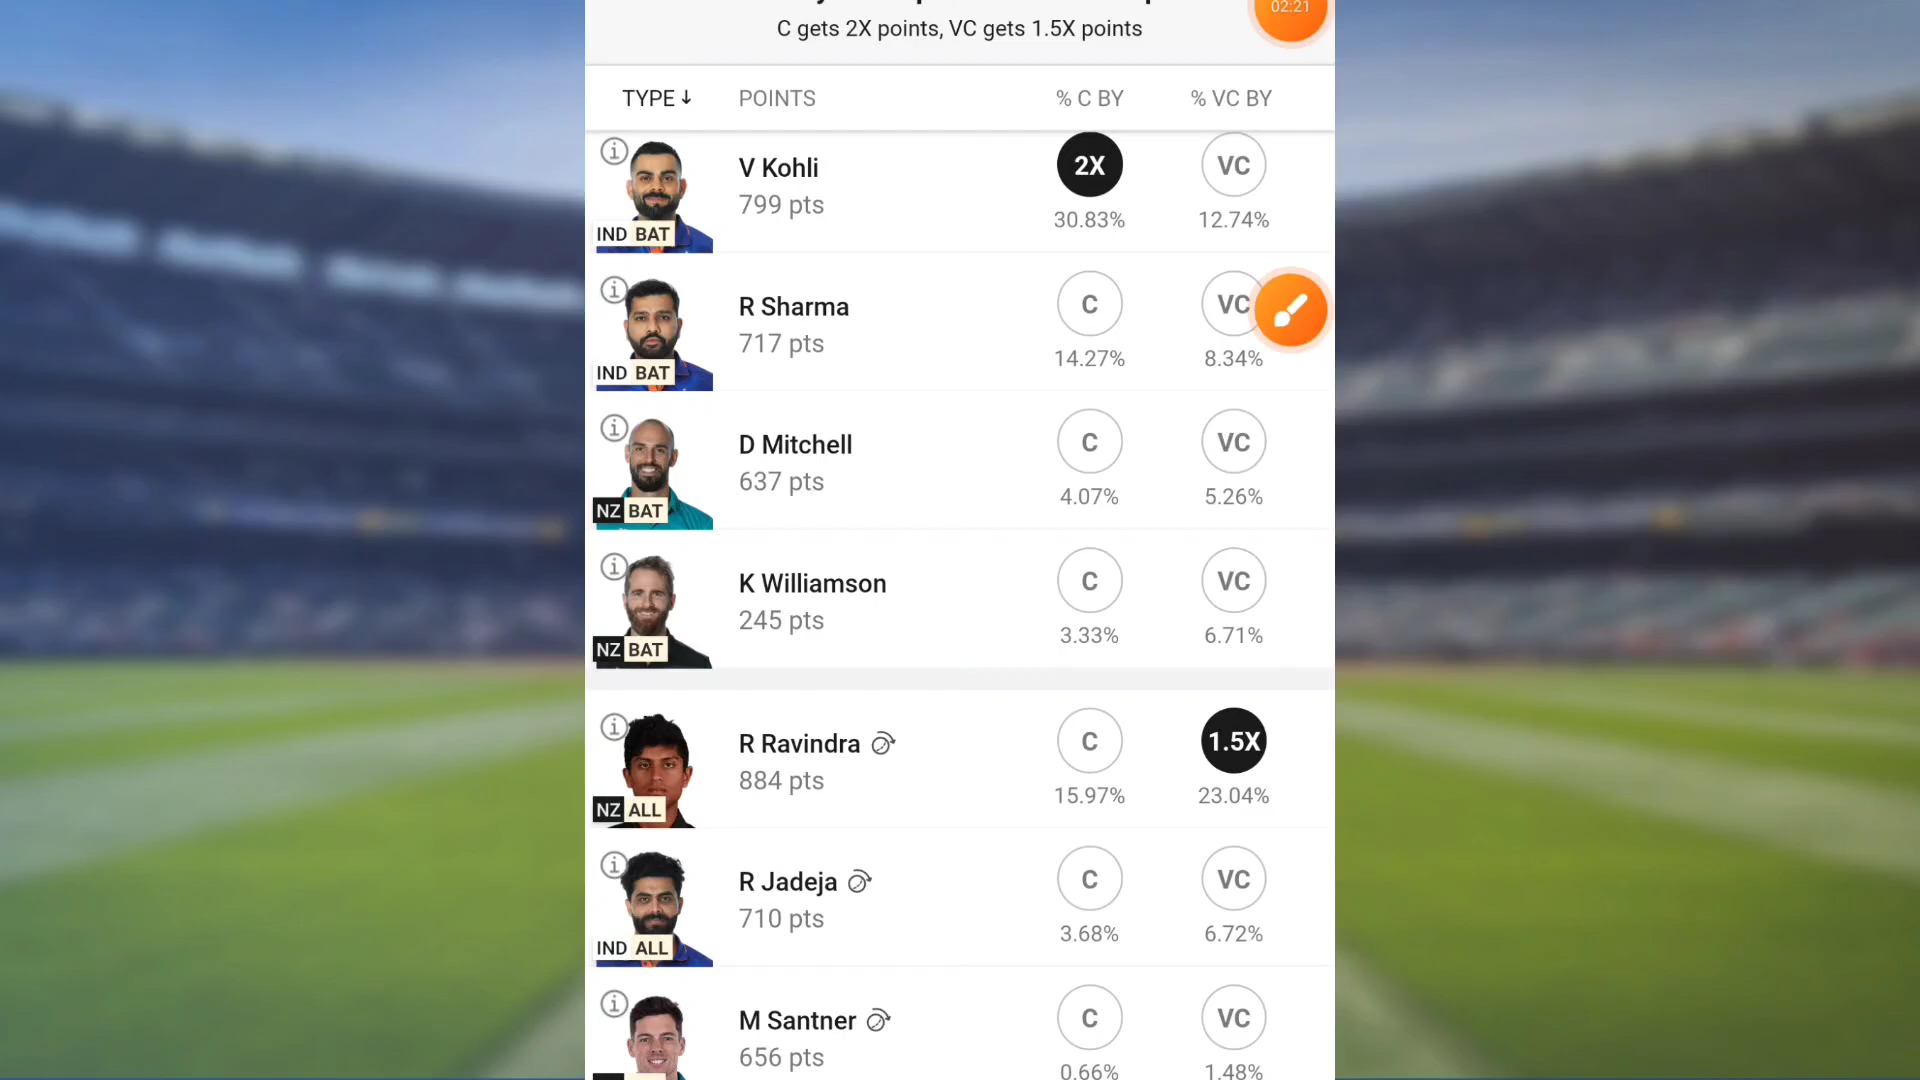 C gets 2X points, VC gets 1.5X points
02:21
TYPE↓ POINTS % C BY % VC BY
V Kohli 2X VC
799 pts 30.83% 12.74%
IND BAT
R Sharma C VC
717 pts 14.27% 8.34%
IND BAT
D Mitchell C VC
637 pts 4.07% 5.26%
NZ BAT
K Williamson C VC
245 pts 3.33% 6.71%
NZ BAT
R Ravindra C 1.5X
884 pts 15.97% 23.04%
NZ ALL
R Jadeja C VC
710 pts 3.68% 6.72%
IND ALL
M Santner C VC
656 pts 0.66% 1.48%